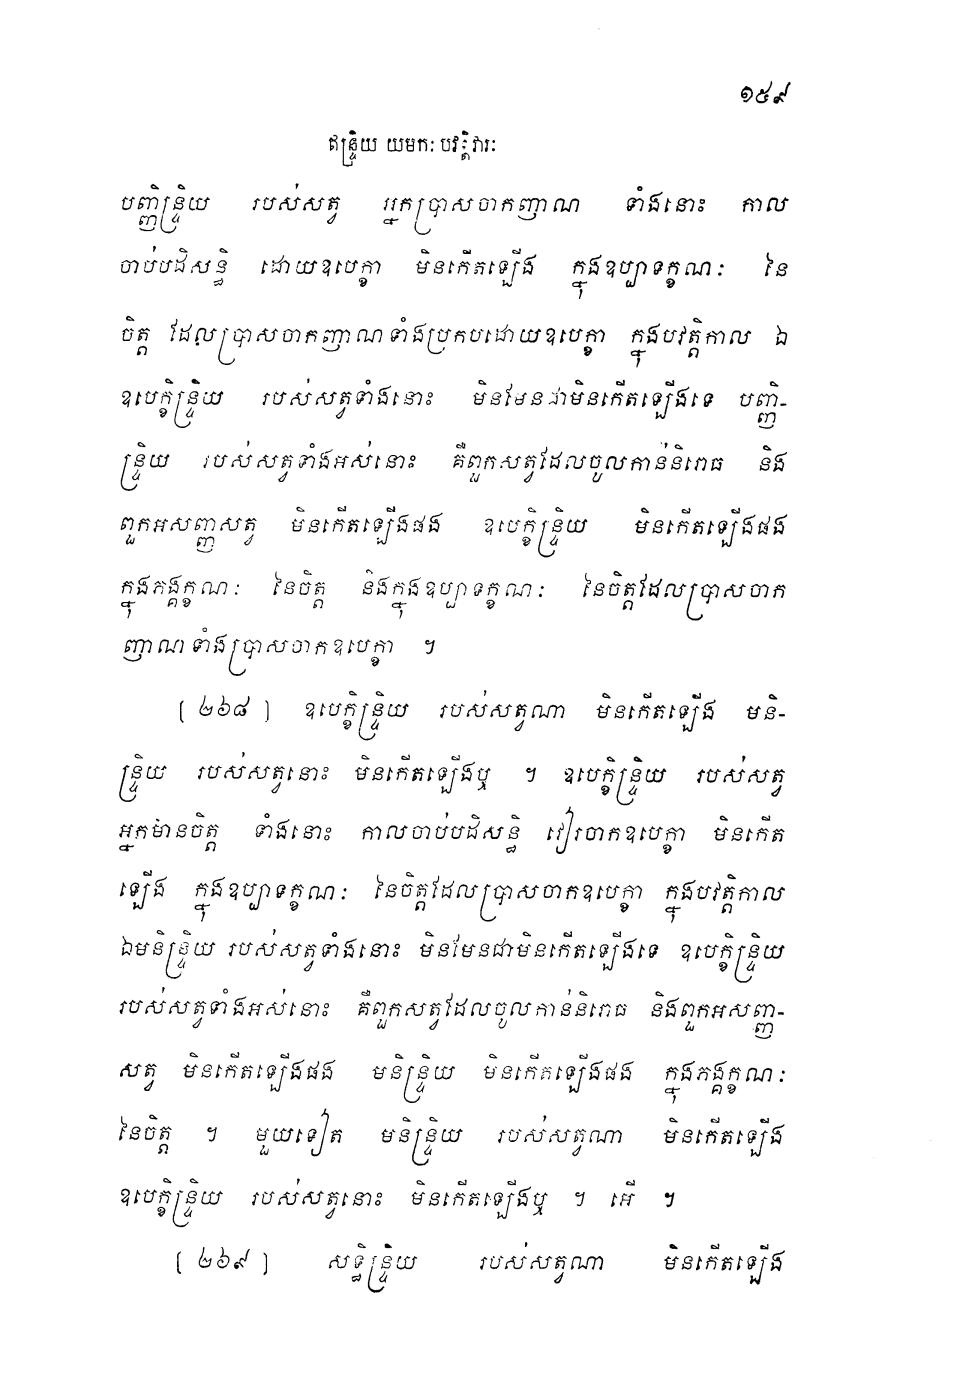 ១៥៩
ឥន្ទ្រិយ យមកៈ បវត្តិវារៈ
បញ្ញិន្ទ្រិយ របស់សត្វ អ្នកប្រាសចាកញាណ ទាំងនោះ កាល
ចាប់បដិសន្ធិ ដោយឧបេក្ខា មិនកើតឡើង ក្នុងឧប្បាទក្ខណៈ នៃ
ចិត្ត ដែលប្រាសចាកញាណទាំងប្រកបដោយឧបេក្ខា ក្នុងបវត្តិកាល ឯ
ឧបេក្ខិន្ទ្រិយ របស់សត្វទាំងនោះ មិនមែនជាមិនកើតឡើងទេ បញ្ញិ-
ន្ទ្រិយ របស់សត្វទាំងអស់នោះ គឺពួកសត្វដែលចូលកាន់និរោធ និង
ពួកអសញ្ញសត្វ មិនកើតឡើងផង ឧបេក្ខិន្ទ្រិយ មិនកើតឡើងផង
ក្នុងភង្គក្ខណៈ នៃចិត្ត និងក្នុងឧប្បាទក្ខណៈ នៃចិត្តដែលប្រាសចាក
ញាណទាំងប្រាសចាកឧបេក្ខា ។
[ ២៦៨ ] ឧបេក្ខិន្ទ្រិយ របស់សត្វណា មិនកើតឡើង មនិ-
ន្ទ្រិយ របស់សត្វនោះ មិនកើតឡើងឬ ។ ឧបេក្ខិន្ទ្រិយ របស់សត្វ
អ្នកមានចិត្ត ទាំងនោះ កាលចាប់បដិសន្ធិ វៀរចាកឧបេក្ខា មិនកើត
ឡើង ក្នុងឧប្បាទក្ខណៈ នៃចិត្តដែលប្រាសចាកឧបេក្ខា ក្នុងបវត្តិកាល
ឯមនិន្ទ្រិយ របស់សត្វទាំងនោះ មិនមែនជាមិនកើតឡើងទេ ឧបេក្ខិន្ទ្រិយ
របស់សត្វទាំងអស់នោះ គឺពួកសត្វដែលចូលកាន់និរោធ និងពួកអសញ្ញ-
សត្វ មិនកើតឡើងផង មនិន្ទ្រិយ មិនកើតឡើងផង ក្នុងភង្គក្ខណៈ
នៃចិត្ត ។ មួយទៀត មនិន្ទ្រិយ របស់សត្វណា មិនកើតឡើង
ឧបេក្ខិន្ទ្រិយ របស់សត្វនោះ មិនកើតឡើងឬ ។ អើ ។
[ ២៦៩ ] សទ្ធិន្ទ្រិយ របស់សត្វណា មិនកើតឡើង